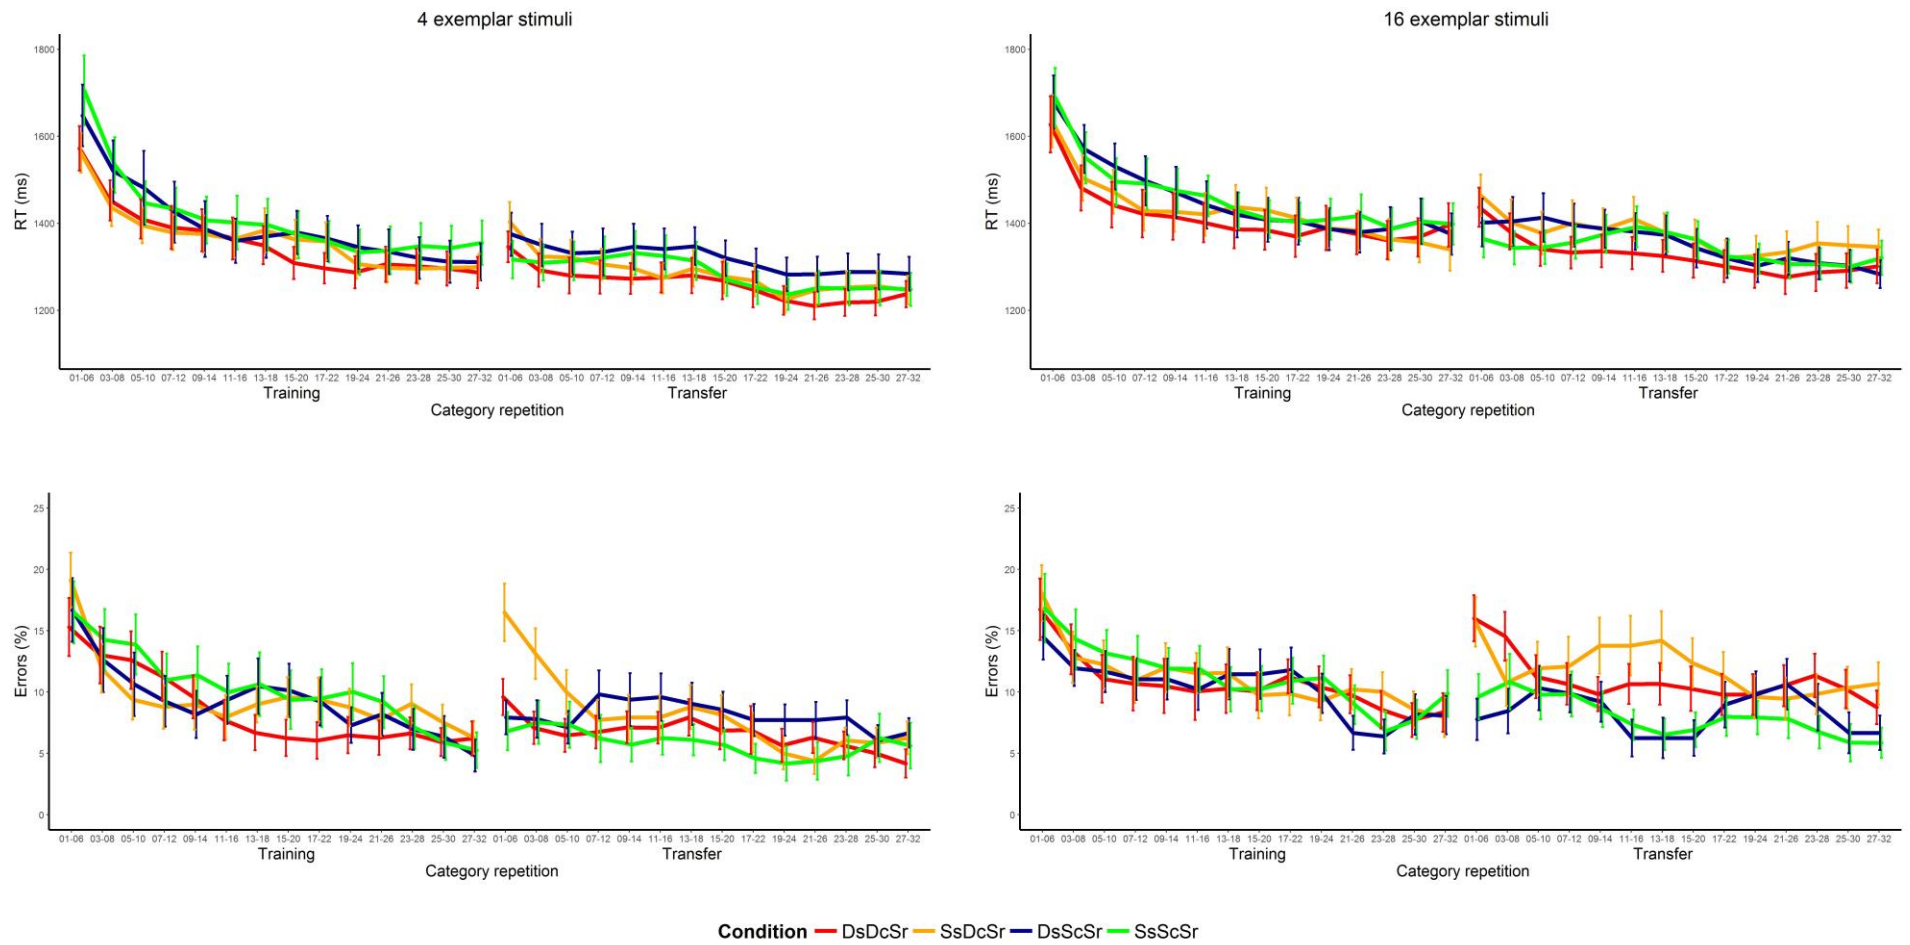 4 exemplar stimuli
16 exemplar stimuli
RT (ms)
1800
1600
1400
1200
01-06 03-08 05-10 07-12 09-14 11-16 13-18 15-20 17-22 19-24 21-26 23-28 25-30 27-32 01-06 03-08 05-10 07-12 09-14 11-16 13-18 15-20 17-22 19-24 21-26 23-28 25-30 27-32
Training Transfer
Category repetition
RT (ms)
1800
1600
1400
1200
01-06 03-08 05-10 07-12 09-14 11-16 13-18 15-20 17-22 19-24 21-26 23-28 25-30 27-32 01-06 03-08 05-10 07-12 09-14 11-16 13-18 15-20 17-22 19-24 21-26 23-28 25-30 27-32
Training Transfer
Category repetition
Errors (%)
25
20
15
10
5
0
01-06 03-08 05-10 07-12 09-14 11-16 13-18 15-20 17-22 19-24 21-26 23-28 25-30 27-32 01-06 03-08 05-10 07-12 09-14 11-16 13-18 15-20 17-22 19-24 21-26 23-28 25-30 27-32
Training Transfer
Category repetition
Errors (%)
25
20
15
10
5
0
01-06 03-08 05-10 07-12 09-14 11-16 13-18 15-20 17-22 19-24 21-26 23-28 25-30 27-32 01-06 03-08 05-10 07-12 09-14 11-16 13-18 15-20 17-22 19-24 21-26 23-28 25-30 27-32
Training Transfer
Category repetition
Condition DsDcSr SsDcSr DsScSr SsScSr